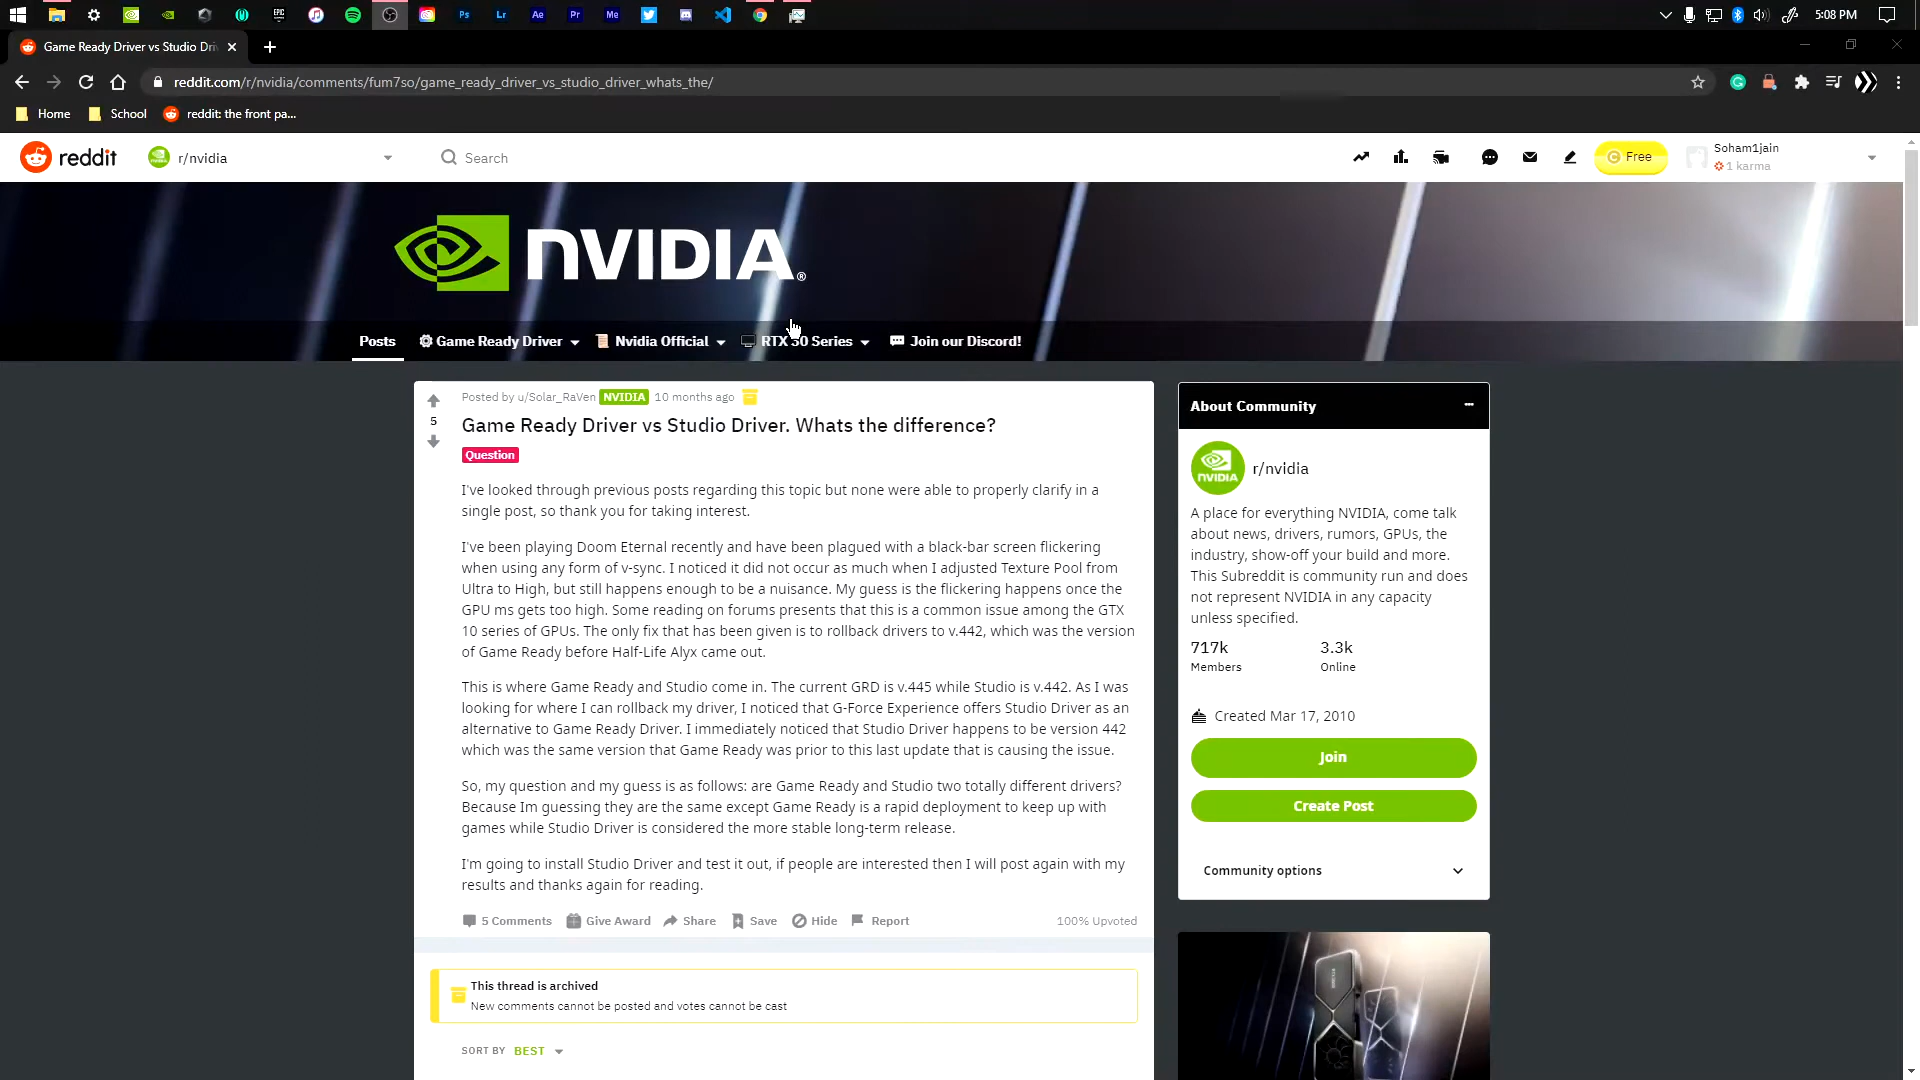 EPIC
Ps
Lr
Ae
Pr
Me
5:08 PM
Game Ready Driver vs Studio Dri
reddit.com/r/nvidia/comments/fum7so/game_ready_driver_vs_studio_driver_whats_the/
Home
School
reddit: the front pa...
reddit
r/nvidia
Search
Free
Soham1jain
1 karma
NVIDIA®
Posts
Game Ready Driver
Nvidia Official
RTX 30 Series
Join our Discord!
Posted by u/Solar_RaVen NVIDIA 10 months ago
5
Game Ready Driver vs Studio Driver. Whats the difference?
Question
I've looked through previous posts regarding this topic but none were able to properly clarify in a
single post, so thank you for taking interest.
I've been playing Doom Eternal recently and have been plagued with a black-bar screen flickering
when using any form of v-sync. I noticed it did not occur as much when I adjusted Texture Pool from
Ultra to High, but still happens enough to be a nuisance. My guess is the flickering happens once the
GPU ms gets too high. Some reading on forums presents that this is a common issue among the GTX
10 series of GPUs. The only fix that has been given is to rollback drivers to v.442, which was the version
of Game Ready before Half-Life Alyx came out.
This is where Game Ready and Studio come in. The current GRD is v.445 while Studio is v.442. As I was
looking for where I can rollback my driver, I noticed that G-Force Experience offers Studio Driver as an
alternative to Game Ready Driver. I immediately noticed that Studio Driver happens to be version 442
which was the same version that Game Ready was prior to this last update that is causing the issue.
So, my question and my guess is as follows: are Game Ready and Studio two totally different drivers?
Because Im guessing they are the same except Game Ready is a rapid deployment to keep up with
games while Studio Driver is considered the more stable long-term release.
I'm going to install Studio Driver and test it out, if people are interested then I will post again with my
results and thanks again for reading.
5 Comments
Give Award
Share
Save
Hide
Report
100% Upvoted
This thread is archived
New comments cannot be posted and votes cannot be cast
SORT BY BEST
About Community
NVIDIA
r/nvidia
A place for everything NVIDIA, come talk
about news, drivers, rumors, GPUs, the
industry, show-off your build and more.
This Subreddit is community run and does
not represent NVIDIA in any capacity
unless specified.
717k
Members
3.3k
Online
Created Mar 17, 2010
Join
Create Post
Community options